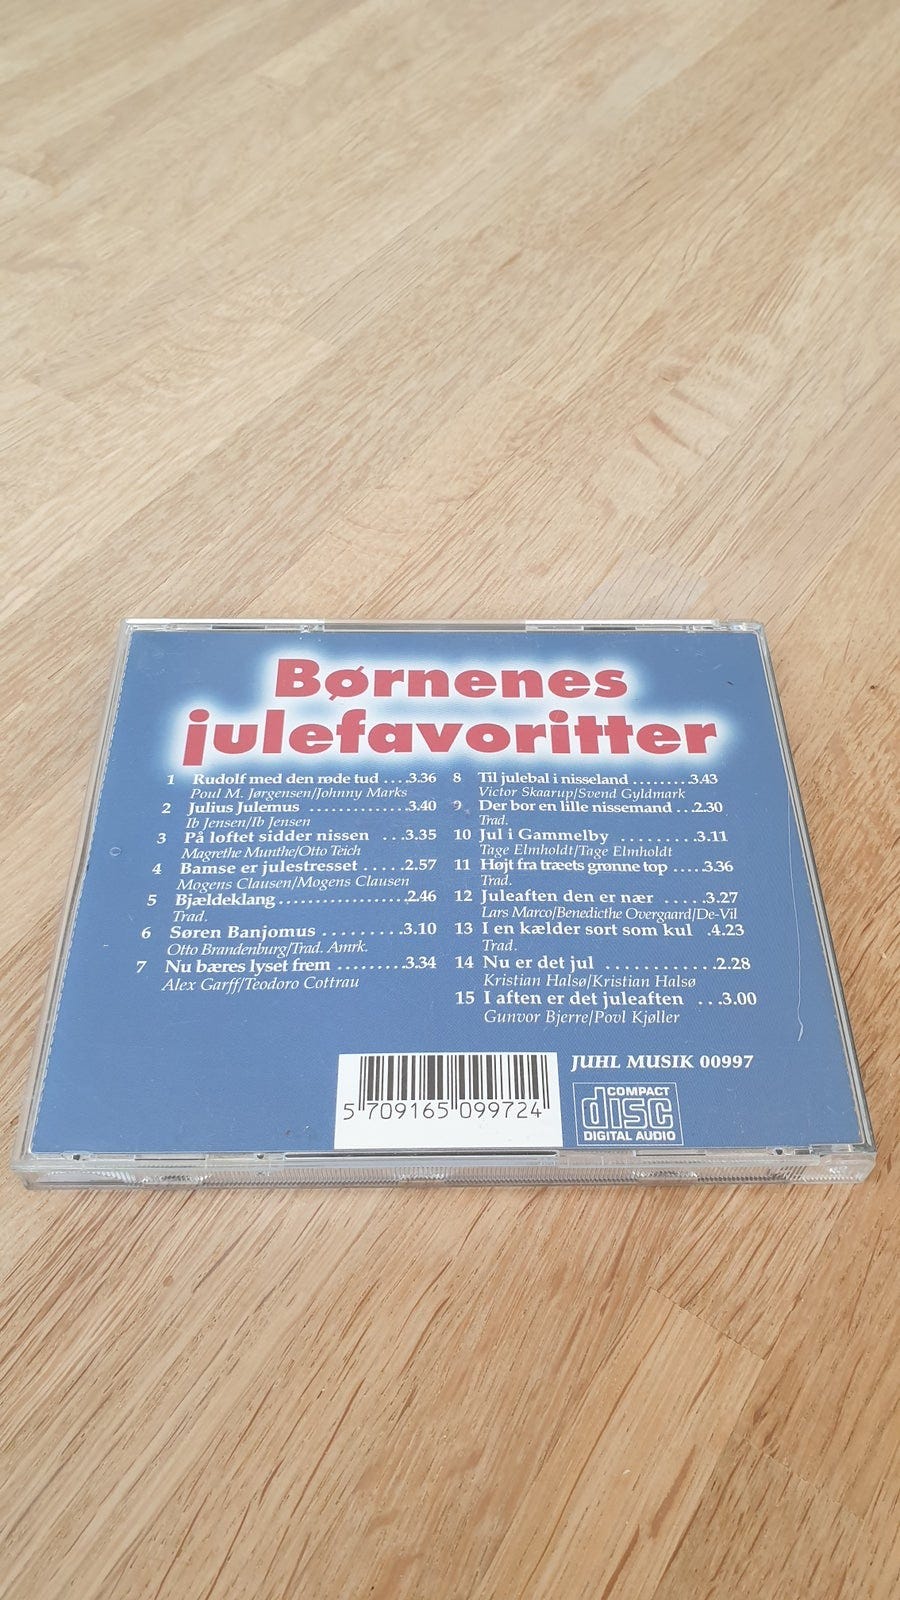 Børnenes
julefavoritter
1 Rudolf med den røde tud ....3.36
Poul M. Jørgensen/Johnny Marks
2 Julius Julemus .............3.40
Ib Jensen/Ib Jensen
3 På loftet sidder nissen ...3.35
Magrethe Munthe/Otto Teich
4 Bamse er julestresset .....2.57
Mogens Clausen/Mogens Clausen
5 Bjældeklang..................2.46
Trad.
6 Søren Banjomus .........3.10
Otto Brandenburg/Trad. Amrk.
7 Nu bæres lyset frem .........3.34
Alex Garff/Teodoro Cottrau
8 Til julebal i nisseland .........3.43
Victor Skaarup/Svend Gyldmark
9 Der bor en lille nissemand ..2.30
Trad.
10 Jul i Gammelby .........3.11
Tage Elmholdt/Tage Elmholdt
11 Højt fra træets grønne top .....3.36
Trad.
12 Juleaften den er nær .....3.27
Lars Marco/Benedicthe Overgaard/De-Vil
13 I en kælder sort som kul .4.23
Trad.
14 Nu er det jul ............2.28
Kristian Halsø/Kristian Halsø
15 I aften er det juleaften ...3.00
Gunvor Bjerre/Povl Kjøller
JUHL MUSIK 00997
5 709165 099724
COMPACT
disc
DIGITAL AUDIO